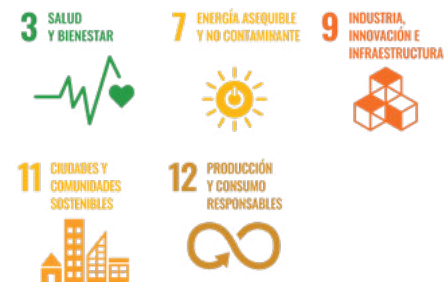 3 SALUD
Y BIENESTAR
7 ENERGÍA ASEQUIBLE
Y NO CONTAMINANTE
9 INDUSTRIA,
INNOVACIÓN E
INFRAESTRUCTURA
11 CIUDADES Y
COMUNIDADES
SOSTENIBLES
12 PRODUCCIÓN
Y CONSUMO
RESPONSABLES